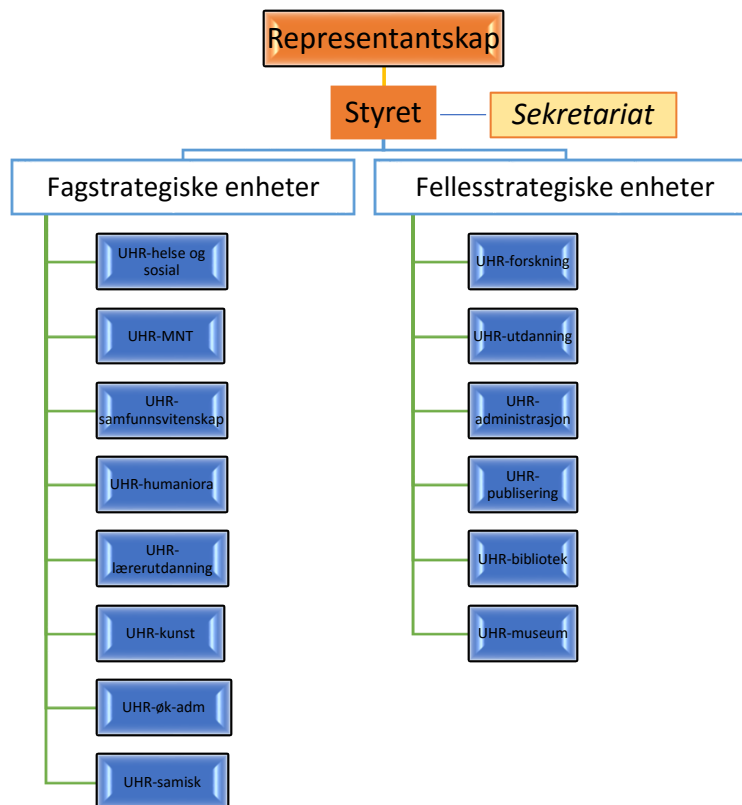 Representantskap
Styret
Sekretariat
Fagstrategiske enheter
Fellesstrategiske enheter
UHR-helse og
sosial
UHR-MNT
UHR-
samfunnsvitenskap
UHR-humaniora
UHR-
lærerutdanning
UHR-kunst
UHR-øk-adm
UHR-samisk
UHR-forskning
UHR-utdanning
UHR-
administrasjon
UHR-
publisering
UHR-bibliotek
UHR-museum